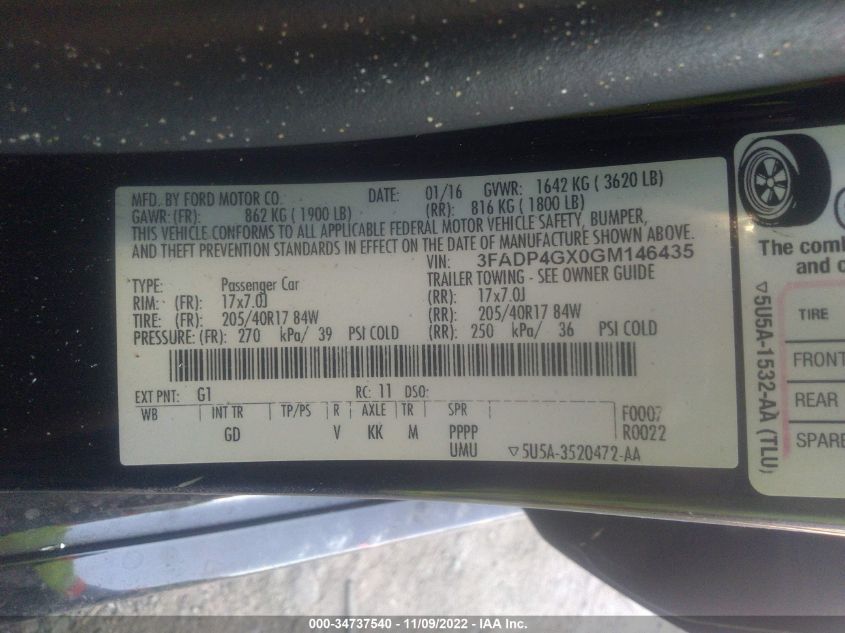 MFD. BY FORD MOTOR CO. DATE: 01/16 GVWR: 1642 KG ( 3620 LB)
GAWR: (FR): 862 KG ( 1900 LB) (RR): 816 KG ( 1800 LB)
THIS VEHICLE CONFORMS TO ALL APPLICABLE FEDERAL MOTOR VEHICLE SAFETY, BUMPER,
AND THEFT PREVENTION STANDARDS IN EFFECT ON THE DATE OF MANUFACTURE SHOWN ABOVE.
VIN: 3FADP4GX0GM146435
TYPE: Passenger Car TRAILER TOWING - SEE OWNER GUIDE
RIM: (FR): 17x7.0J (RR): 17x7.0J
TIRE: (FR): 205/40R17 84W (RR): 205/40R17 84W
PRESSURE: (FR): 270 kPa/ 39 PSI COLD (RR): 250 kPa/ 36 PSI COLD
EXT PNT: G1 RC: 11 DSO:
WB INT TR TP/PS R AXLE TR SPR F0007
GD V KK M PPPP R0022
UMU ▽5U5A-3520472-AA
The comb
and c
▽5U5A-1532-AA (TLU)
TIRE
FRONT
REAR
SPARE
000-34737540 - 11/09/2022 - IAA Inc.